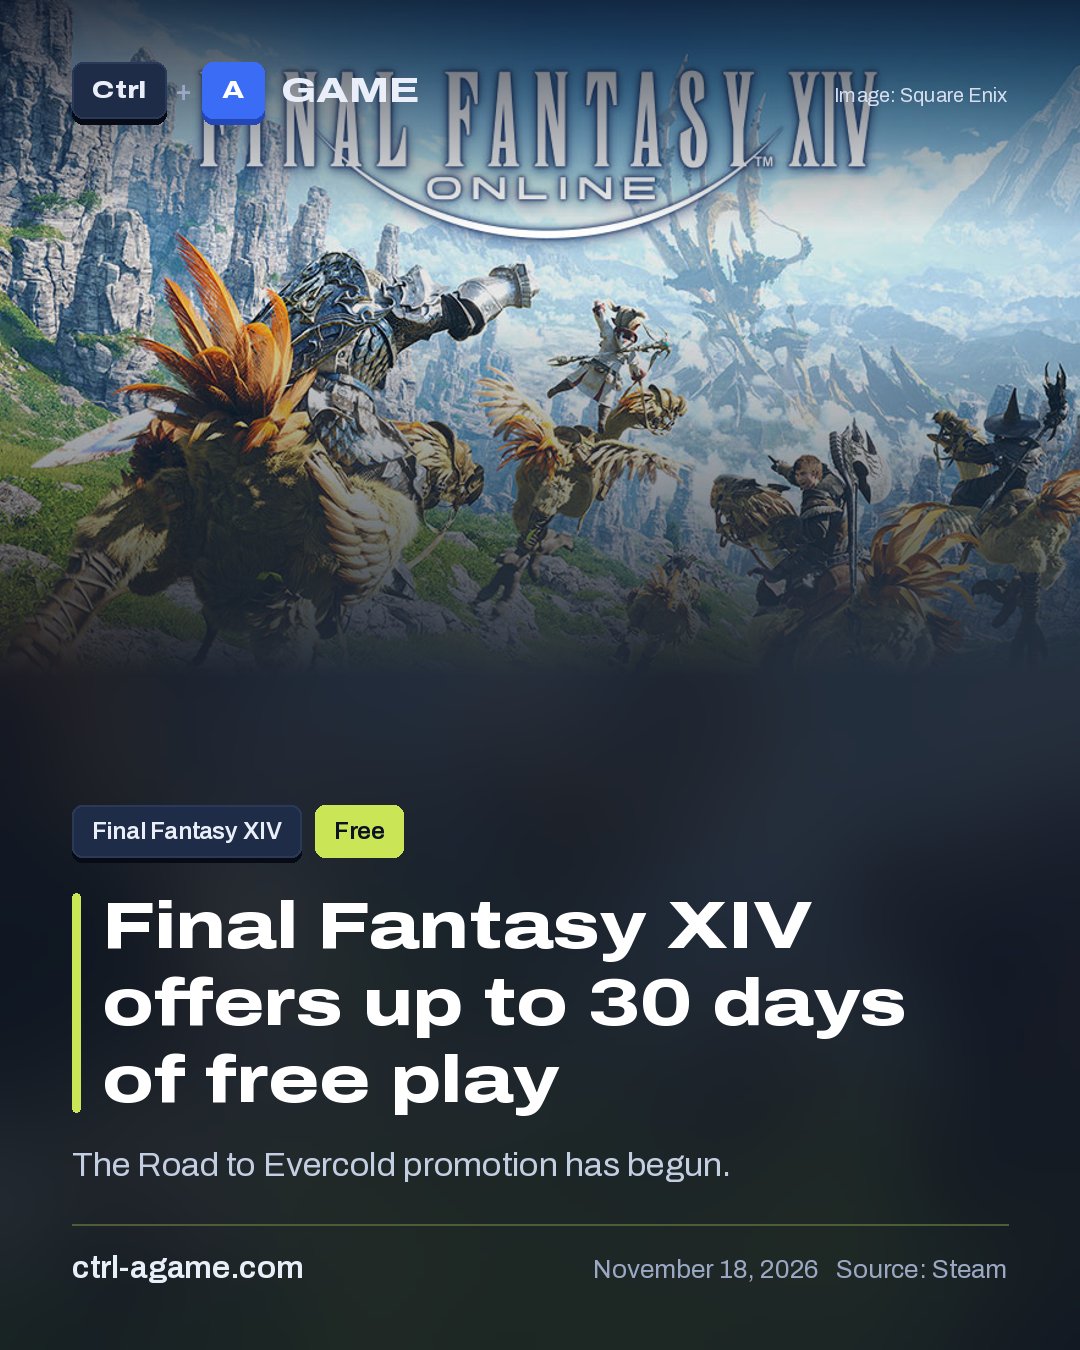 Ctrl + A GAME
Image: Square Enix
FINAL FANTASY XIV
™
ONLINE
Final Fantasy XIV Free
Final Fantasy XIV
offers up to 30 days
of free play
The Road to Evercold promotion has begun.
ctrl-agame.com November 18, 2026 Source: Steam